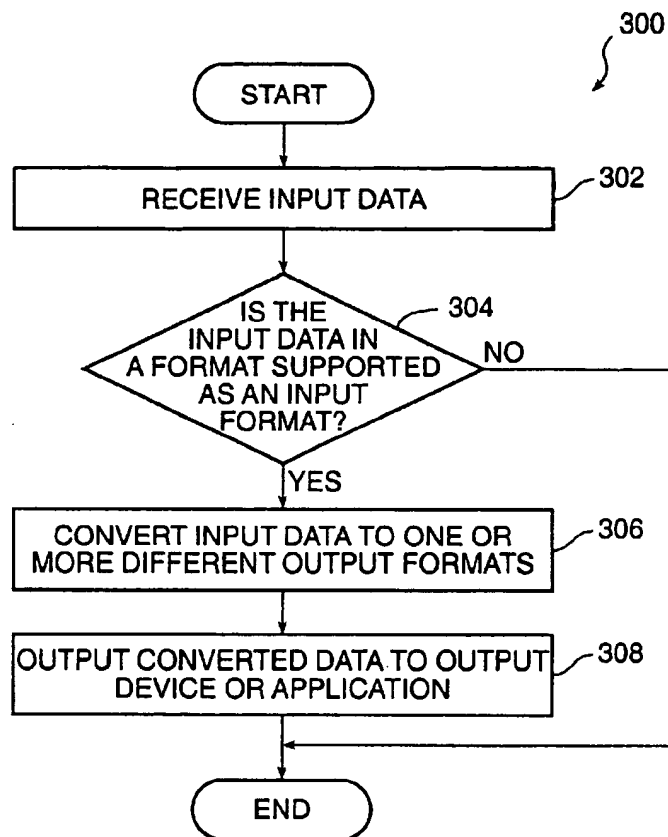 300
START
RECEIVE INPUT DATA
302
IS THE
INPUT DATA IN
A FORMAT SUPPORTED
AS AN INPUT
FORMAT?
304
NO
YES
CONVERT INPUT DATA TO ONE OR
MORE DIFFERENT OUTPUT FORMATS
306
OUTPUT CONVERTED DATA TO OUTPUT
DEVICE OR APPLICATION
308
END